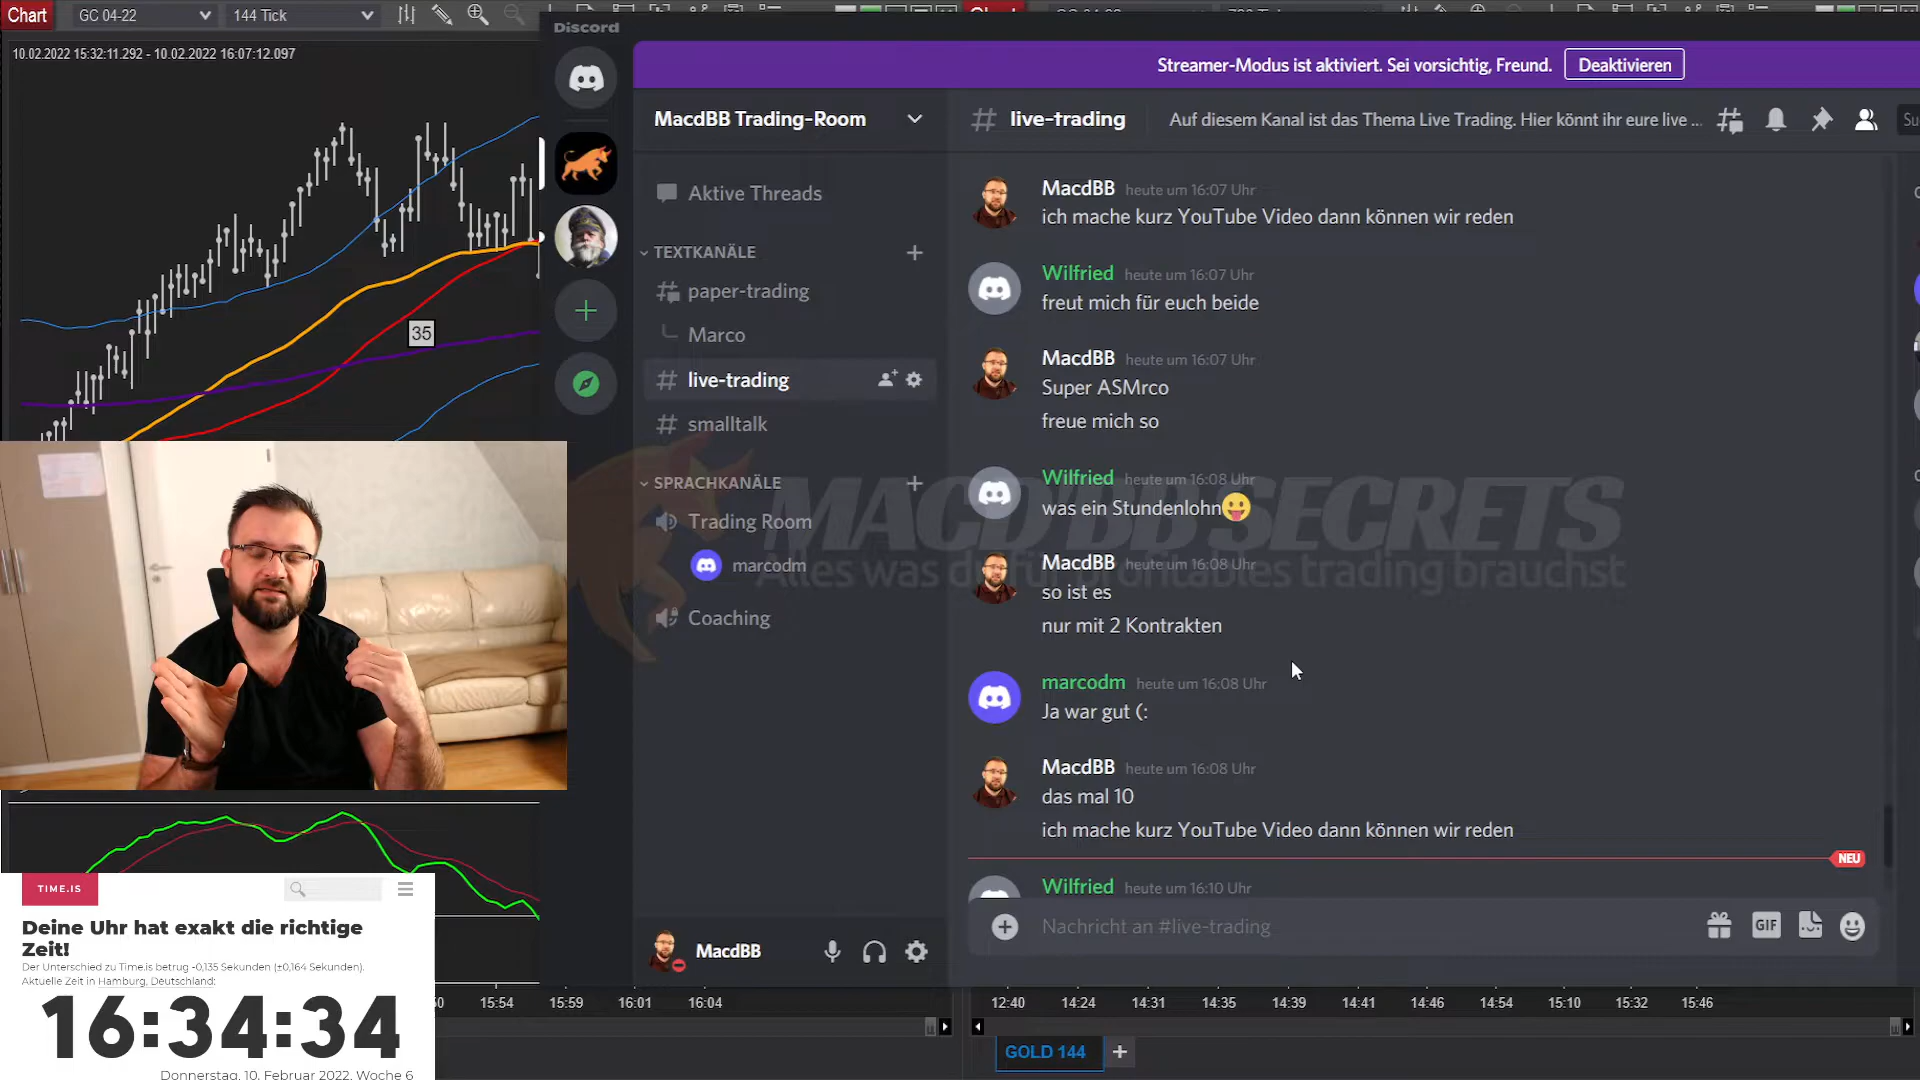 Chart
GC 04-22
144 Tick
10.02.2022 15:32:11.292 - 10.02.2022 16:07:12.097
35
Discord
Streamer-Modus ist aktiviert. Sei vorsichtig, Freund.
Deaktivieren
MacdBB Trading-Room
live-trading
Auf diesem Kanal ist das Thema Live Trading. Hier könnt ihr eure live ...
Aktive Threads
TEXTKANÄLE
paper-trading
Marco
live-trading
smalltalk
SPRACHKANÄLE
Trading Room
marcodm
Coaching
MacdBB heute um 16:07 Uhr
ich mache kurz YouTube Video dann können wir reden
Wilfried heute um 16:07 Uhr
freut mich für euch beide
MacdBB heute um 16:07 Uhr
Super ASMrco
freue mich so
Wilfried heute um 16:08 Uhr
was ein Stundenlohn😛
MACD BB SECRETS
Alles was du für profitables trading brauchst
MacdBB heute um 16:08 Uhr
so ist es
nur mit 2 Kontrakten
marcodm heute um 16:08 Uhr
Ja war gut (:
MacdBB heute um 16:08 Uhr
das mal 10
ich mache kurz YouTube Video dann können wir reden
NEU
Wilfried heute um 16:10 Uhr
Nachricht an #live-trading
GIF
MacdBB
TIME.IS
Deine Uhr hat exakt die richtige
Zeit!
Der Unterschied zu Time.is betrug -0,135 Sekunden (±0,164 Sekunden).
Aktuelle Zeit in Hamburg, Deutschland:
16:34:34
Donnerstag, 10. Februar 2022, Woche 6
15:54 15:59 16:01 16:04
12:40 14:24 14:31 14:35 14:39 14:41 14:46 14:54 15:10 15:32 15:46
GOLD 144